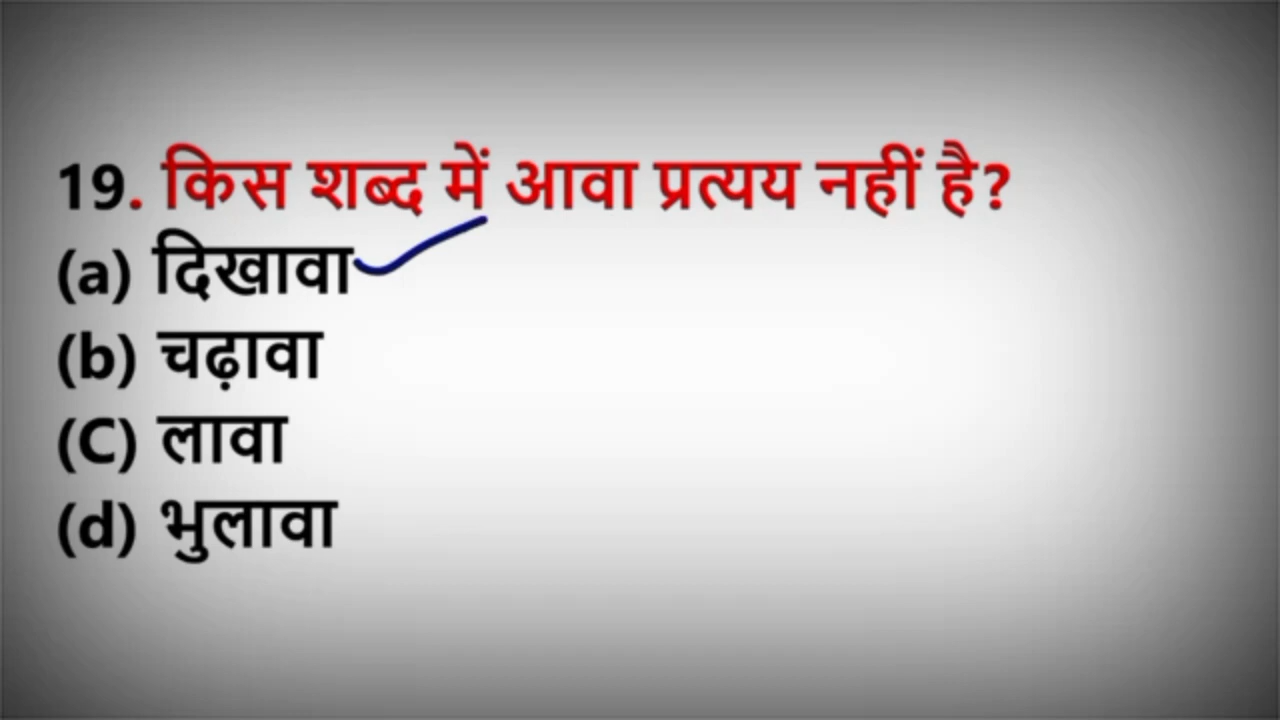 19. किस शब्द में आवा प्रत्यय नहीं है?
(a) दिखावा
(b) चढ़ावा
(C) लावा
(d) भुलावा